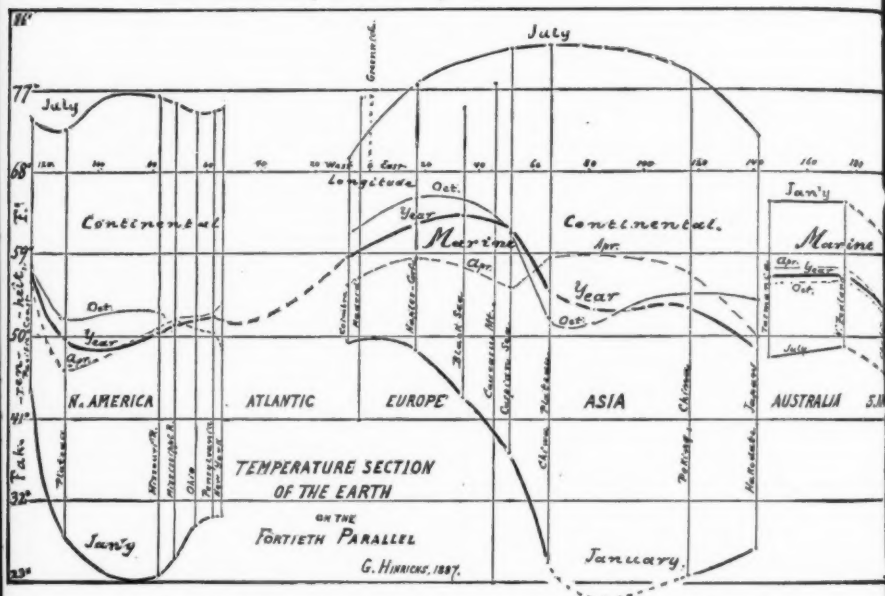 86°
July
Greenwich.
77°
July
120.
100
80
60
40
20
West
0
East
20
40
60
80
100
120
140
160
180
68
Longitude
Oct.
Jan'y
Continental
Year
Marine
Continental.
Marine
59°
Apr.
Apr.
Year
Apr.
Year
Oct.
Oct.
Oct.
50°
Year
Apr.
July
Fah-ren-heit, T.
N. AMERICA
ATLANTIC
EUROPE
ASIA
AUSTRALIA
41°
Plateau
Missouri R.
Mississippi R.
Ohio
Pensylvania
New York
Coimbra
Madrid
Black Sea
Caucasus Mt.
Caspian Sea
China Plateau
Peking, China
Hakodate Japan
Tasmania
TEMPERATURE SECTION
OF THE EARTH
32°
ON THE
FORTIETH PARALLEL
Jan'y
January.
G. HINRICHS, 1887.
23°